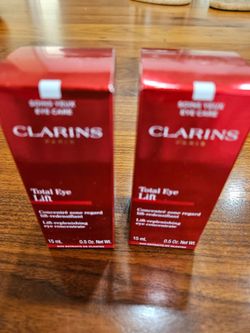 SOINS YEUX
EYE CARE
CLARINS
PARIS
Total Eye
Lift
Concentré zone regard
lift-redensifiant
Lift-replenishing
eye concentrate
15 mL 0.5 Oz. Net Wt.
SOINS YEUX
EYE CARE
CLARINS
PARIS
Total Eye
Lift
Concentré zone regard
lift-redensifiant
Lift-replenishing
eye concentrate
15 mL 0.5 Oz. Net Wt.